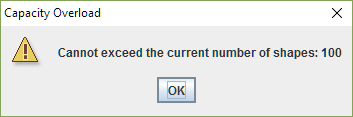 Capacity Overload
Cannot exceed the current number of shapes: 100
OK